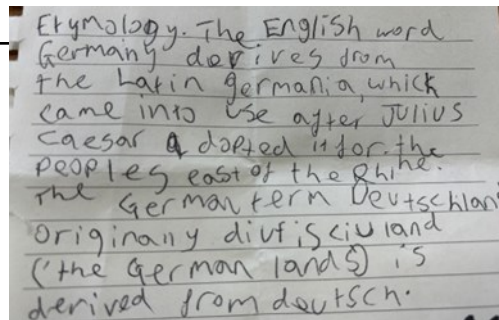 Etymology. The English word
Germany derives from
the Latin germania, which
came into use after Julius
Caesar adopted it for the
peoples east of the Rhine.
The German term Deutschlan
originally diutisciu land
('the German lands) is
derived from deutsch.